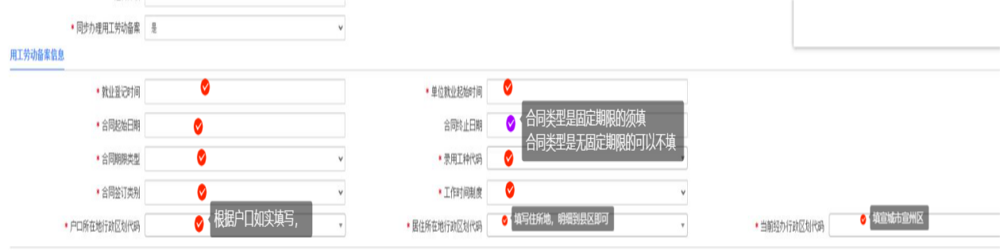 * 同步办理用工劳动备案 是
用工劳动备案信息
* 就业登记时间 * 单位就业起始时间
* 合同起始日期 合同终止日期 合同类型是固定期限的须填
合同类型是无固定期限的可以不填
* 合同期限类型 * 录用工种代码
* 合同签订类别 * 工作时间制度
* 户口所在地行政区划代码 根据户口如实填写, * 居住所在地行政区划代码 填写住所地，明细到县区即可 * 当前经办行政区划代码 填宣城市宣州区